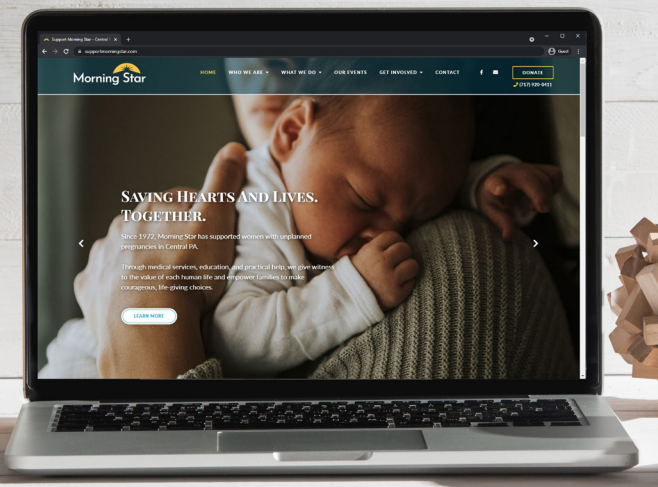 Support Morning Star - Central
supportmorningstar.com
Guest
Morning Star
HOME
WHO WE ARE
WHAT WE DO
OUR EVENTS
GET INVOLVED
CONTACT
f
DONATE
(717) 920-0411
SAVING HEARTS AND LIVES.
TOGETHER.
Since 1972, Morning Star has supported women with unplanned
pregnancies in Central PA.
Through medical services, education, and practical help, we give witness
to the value of each human life and empower families to make
courageous, life-giving choices.
LEARN MORE